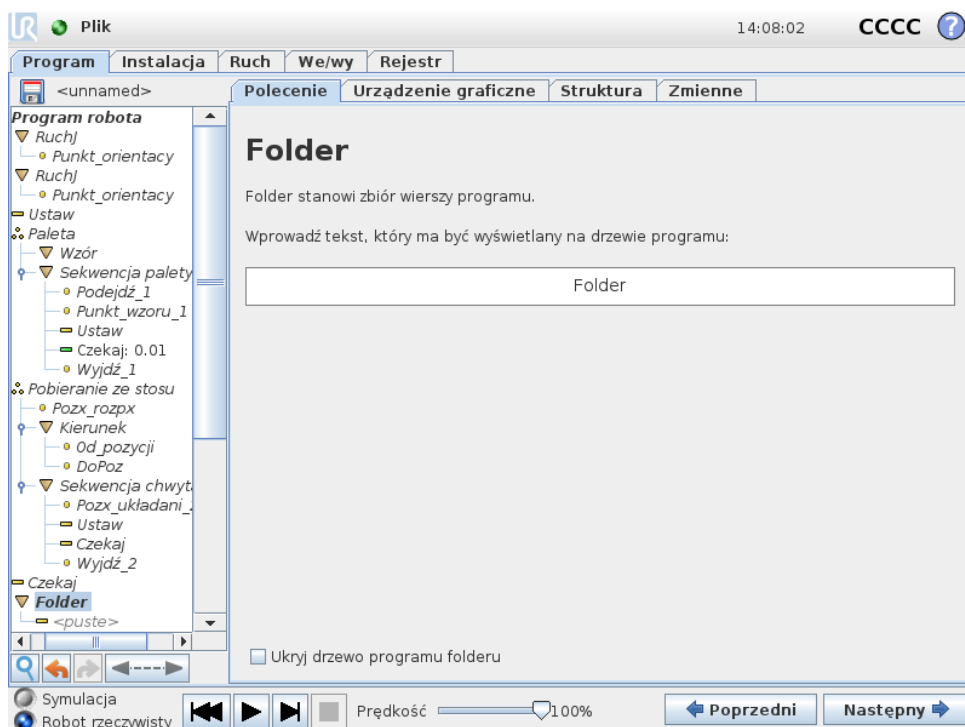 UR Plik 14:08:02 CCCC ?
Program Instalacja Ruch We/wy Rejestr
<unnamed>
Polecenie Urządzenie graficzne Struktura Zmienne
Program robota
RuchJ
Punkt_orientacy
RuchJ
Punkt_orientacy
Ustaw
Paleta
Wzór
Sekwencja palety
Podejdź_1
Punkt_wzoru_1
Ustaw
Czekaj: 0.01
Wyjdź_1
Pobieranie ze stosu
Pozx_rozpx
Kierunek
Od_pozycji
DoPoz
Sekwencja chwyta
Pozx_układani_2
Ustaw
Czekaj
Wyjdź_2
Czekaj
Folder
<puste>
Folder
Folder stanowi zbiór wierszy programu.
Wprowadź tekst, który ma być wyświetlany na drzewie programu:
Folder
Ukryj drzewo programu folderu
Symulacja
Robot rzeczywisty
Prędkość 100%
Poprzedni Następny